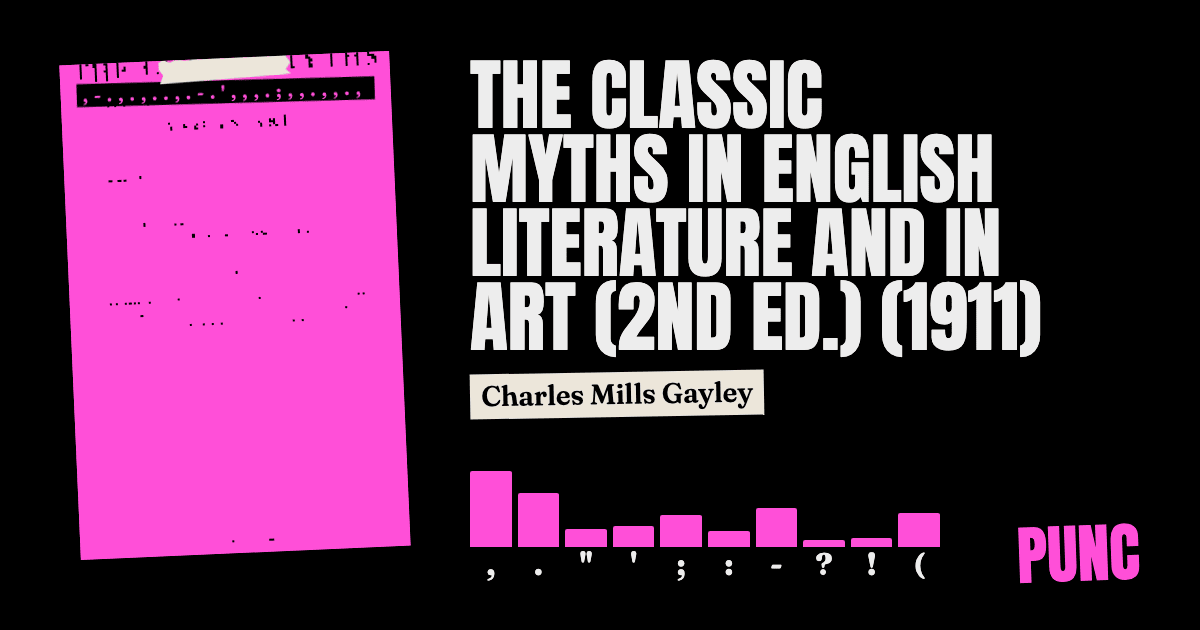 ,-.,.,.,.-.',,,.;,,.,.,
THE CLASSIC
MYTHS IN ENGLISH
LITERATURE AND IN
ART (2ND ED.) (1911)
Charles Mills Gayley
, . " ' ; : - ? ! (
PUNC